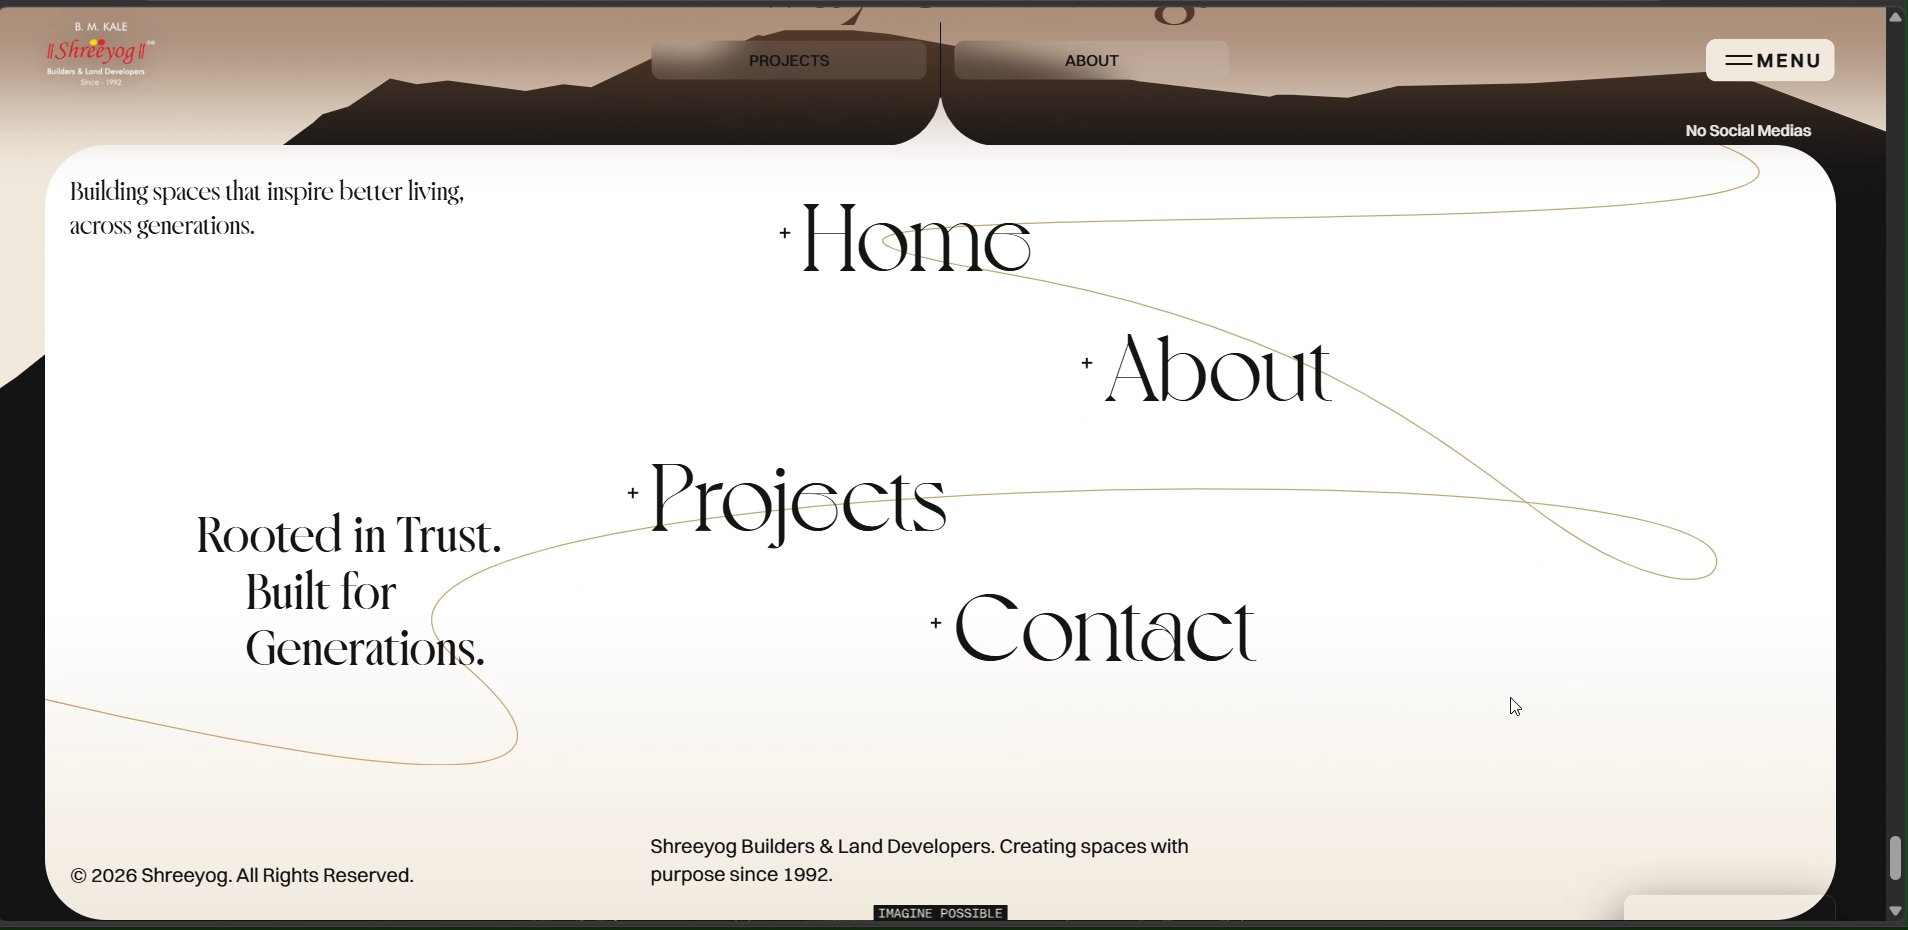 B. M. KALE
||Shreeyog||
Builders & Land Developers
Since - 1992
PROJECTS
ABOUT
MENU
No Social Medias
Building spaces that inspire better living,
across generations.
+ Home
+ About
+ Projects
Rooted in Trust.
Built for
Generations.
+ Contact
Shreeyog Builders & Land Developers. Creating spaces with
purpose since 1992.
© 2026 Shreeyog. All Rights Reserved.
IMAGINE POSSIBLE